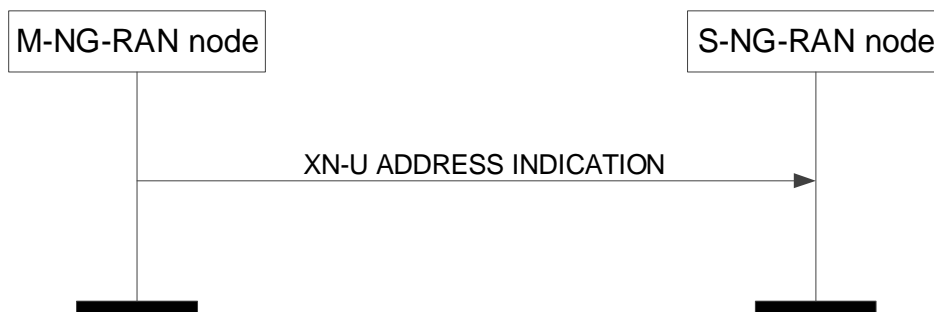 M-NG-RAN node
S-NG-RAN node
XN-U ADDRESS INDICATION